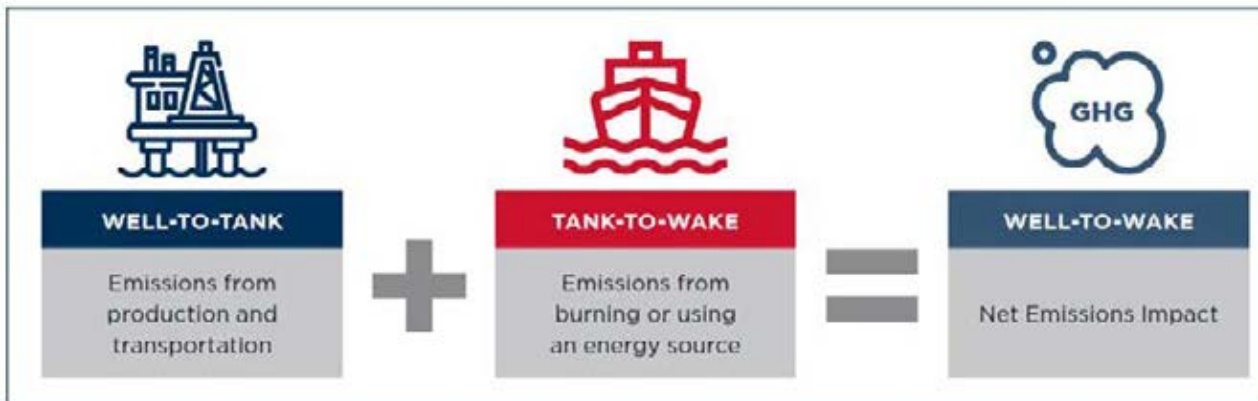 GHG
WELL-TO-TANK
Emissions from
production and
transportation
TANK-TO-WAKE
Emissions from
burning or using
an energy source
WELL-TO-WAKE
Net Emissions Impact